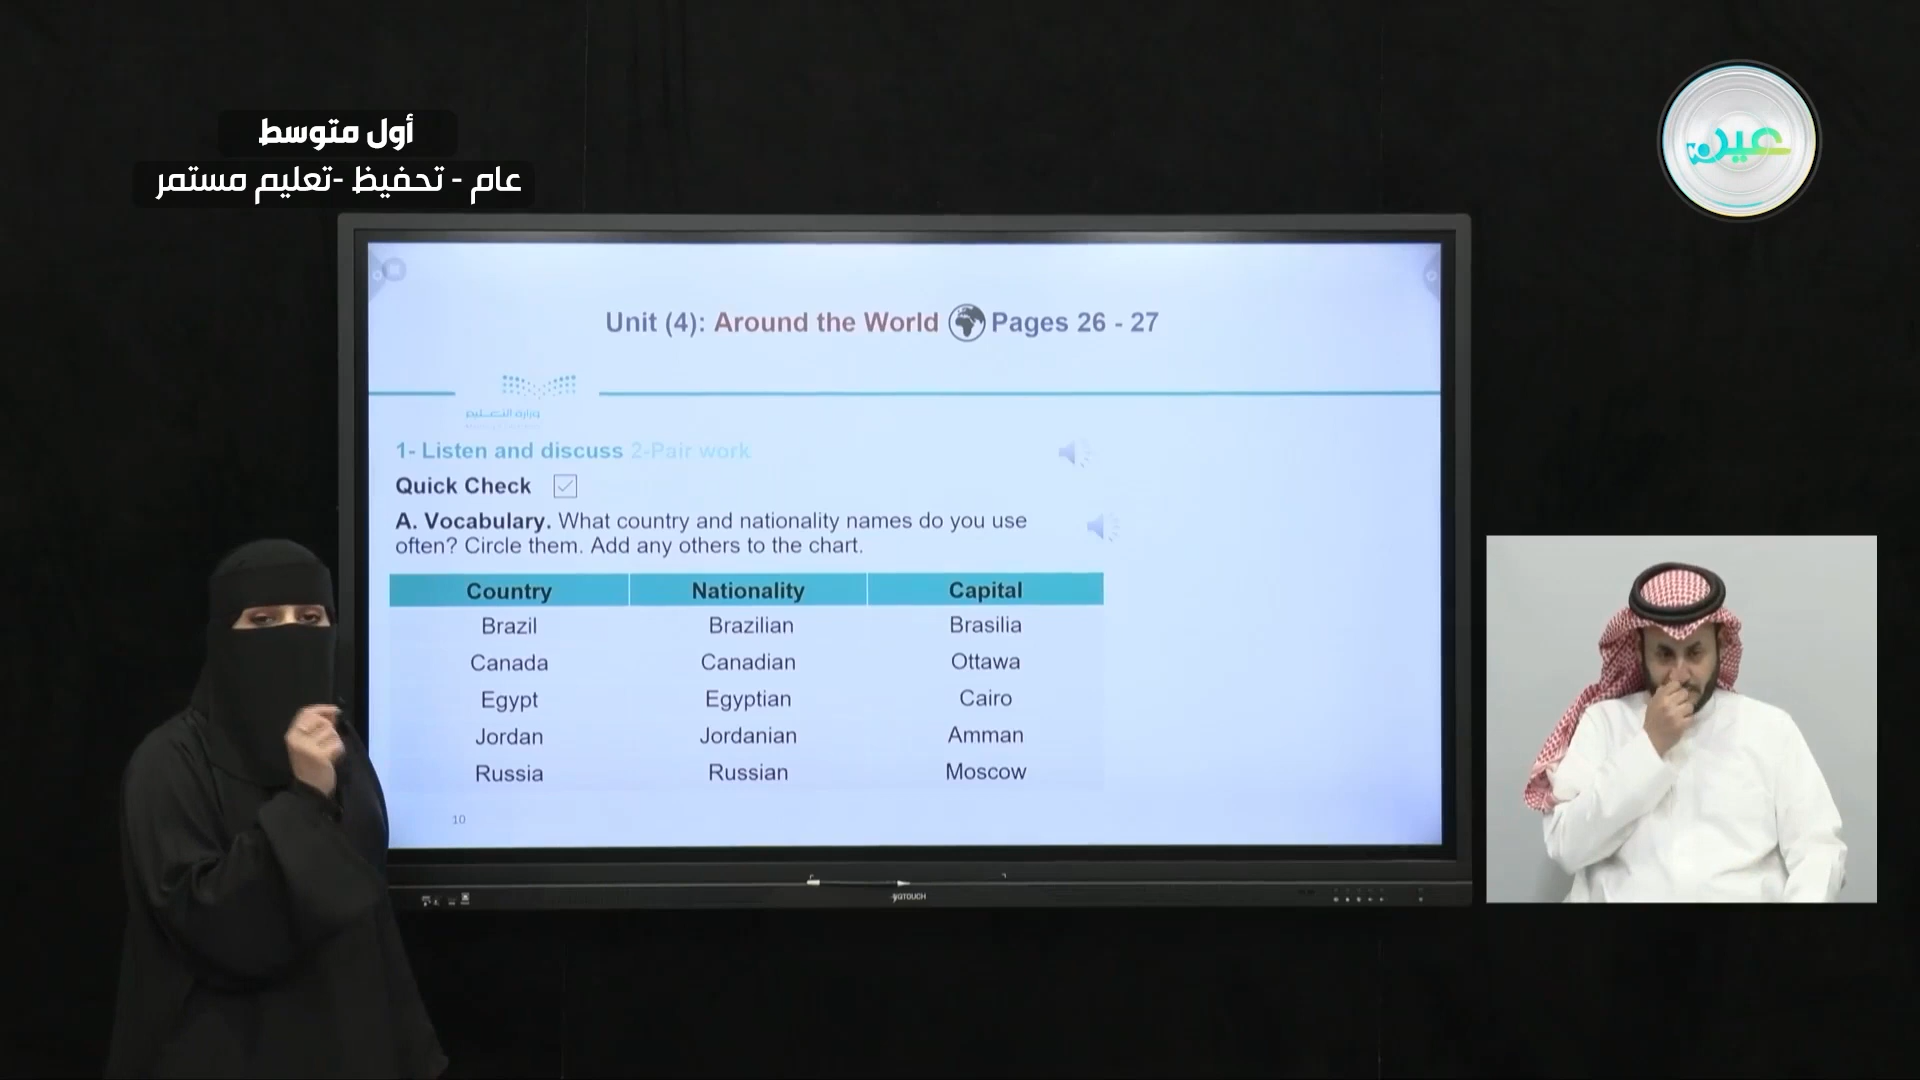 أول متوسط
عام - تحفيظ -تعليم مستمر
عين
Unit (4): Around the World Pages 26 - 27
وزارة التعليم
1- Listen and discuss 2-Pair work
Quick Check
A. Vocabulary. What country and nationality names do you use
often? Circle them. Add any others to the chart.
Country Nationality Capital
Brazil Brazilian Brasilia
Canada Canadian Ottawa
Egypt Egyptian Cairo
Jordan Jordanian Amman
Russia Russian Moscow
10